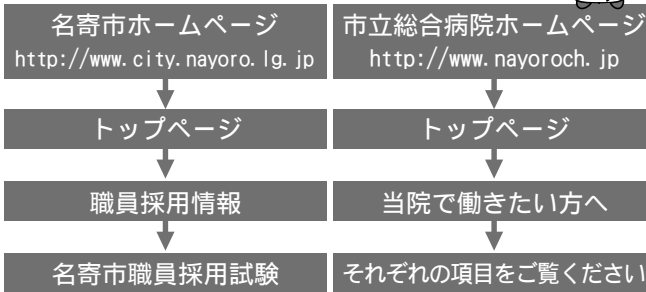 名寄市ホームページ
http://www.city.nayoro.lg.jp
トップページ
職員採用情報
名寄市職員採用試験
市立総合病院ホームページ
http://www.nayoroch.jp
トップページ
当院で働きたい方へ
それぞれの項目をご覧ください